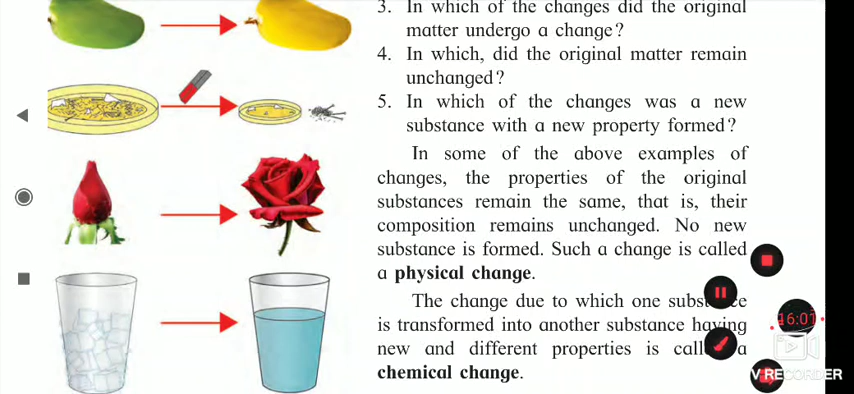 3. In which of the changes did the original
matter undergo a change?
4. In which, did the original matter remain
unchanged?
5. In which of the changes was a new
substance with a new property formed?
In some of the above examples of
changes, the properties of the original
substances remain the same, that is, their
composition remains unchanged. No new
substance is formed. Such a change is called
a physical change.
The change due to which one subst ce
is transformed into another substance having
new and different properties is call a
chemical change.
16:01
V RECORDER